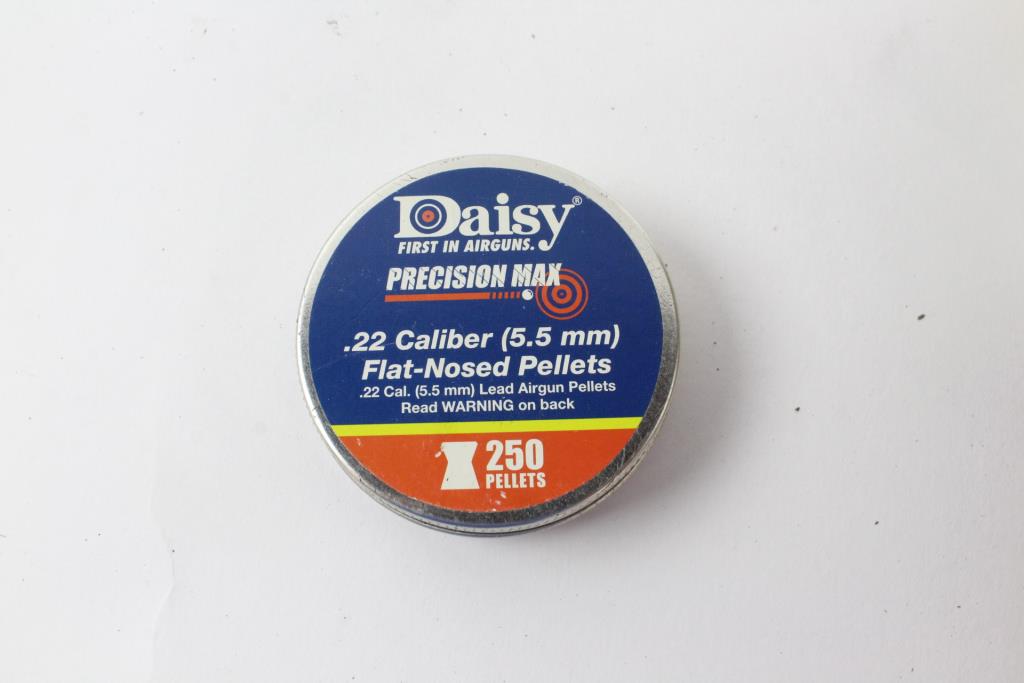 Daisy®
FIRST IN AIRGUNS.
PRECISION MAX
.22 Caliber (5.5 mm)
Flat-Nosed Pellets
.22 Cal. (5.5 mm) Lead Airgun Pellets
Read WARNING on back
250
PELLETS